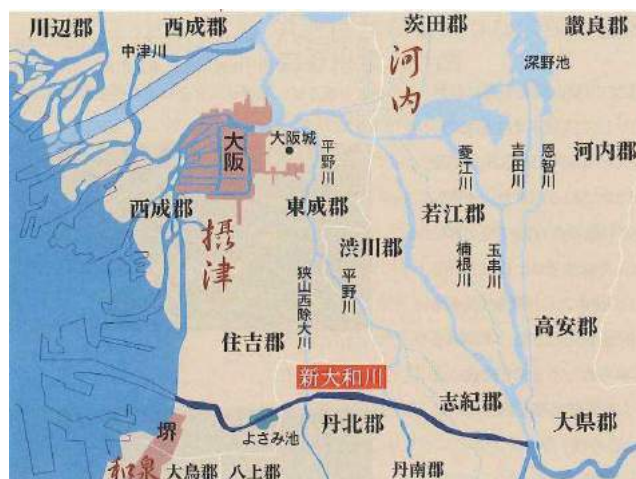 川辺郡
西成郡
茨田郡
讃良郡
中津川
河内
深野池
大阪
大阪城
平野川
菱江川
吉田川
恩智川
河内郡
西成郡
摂津
東成郡
若江郡
渋川郡
楠根川
玉串川
狭山西除大川
平野川
住吉郡
高安郡
新大和川
志紀郡
大県郡
堺
よさみ池
丹北郡
和泉
大鳥郡
八上郡
丹南郡